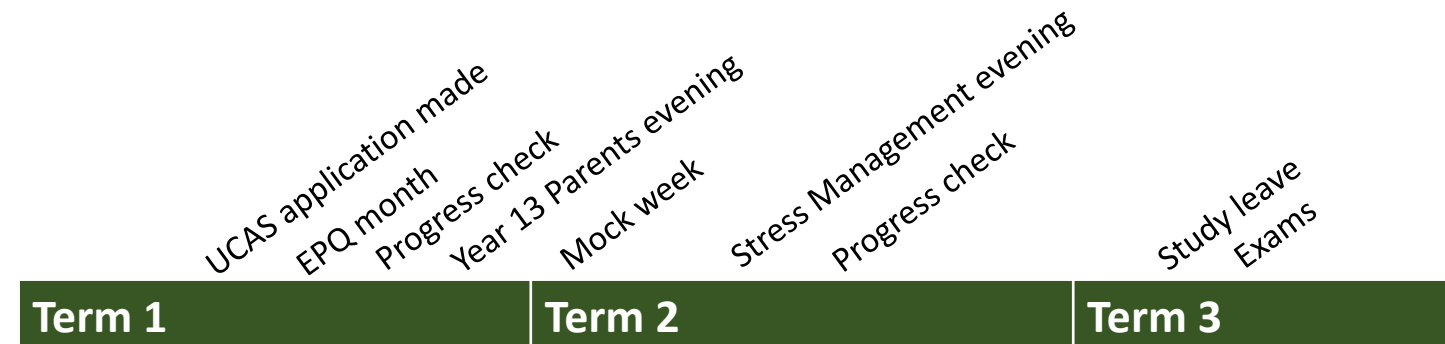 UCAS application made
EPQ month
Progress check
Year 13 Parents evening
Mock week
Stress Management evening
Progress check
Study leave
Exams
Term 1
Term 2
Term 3